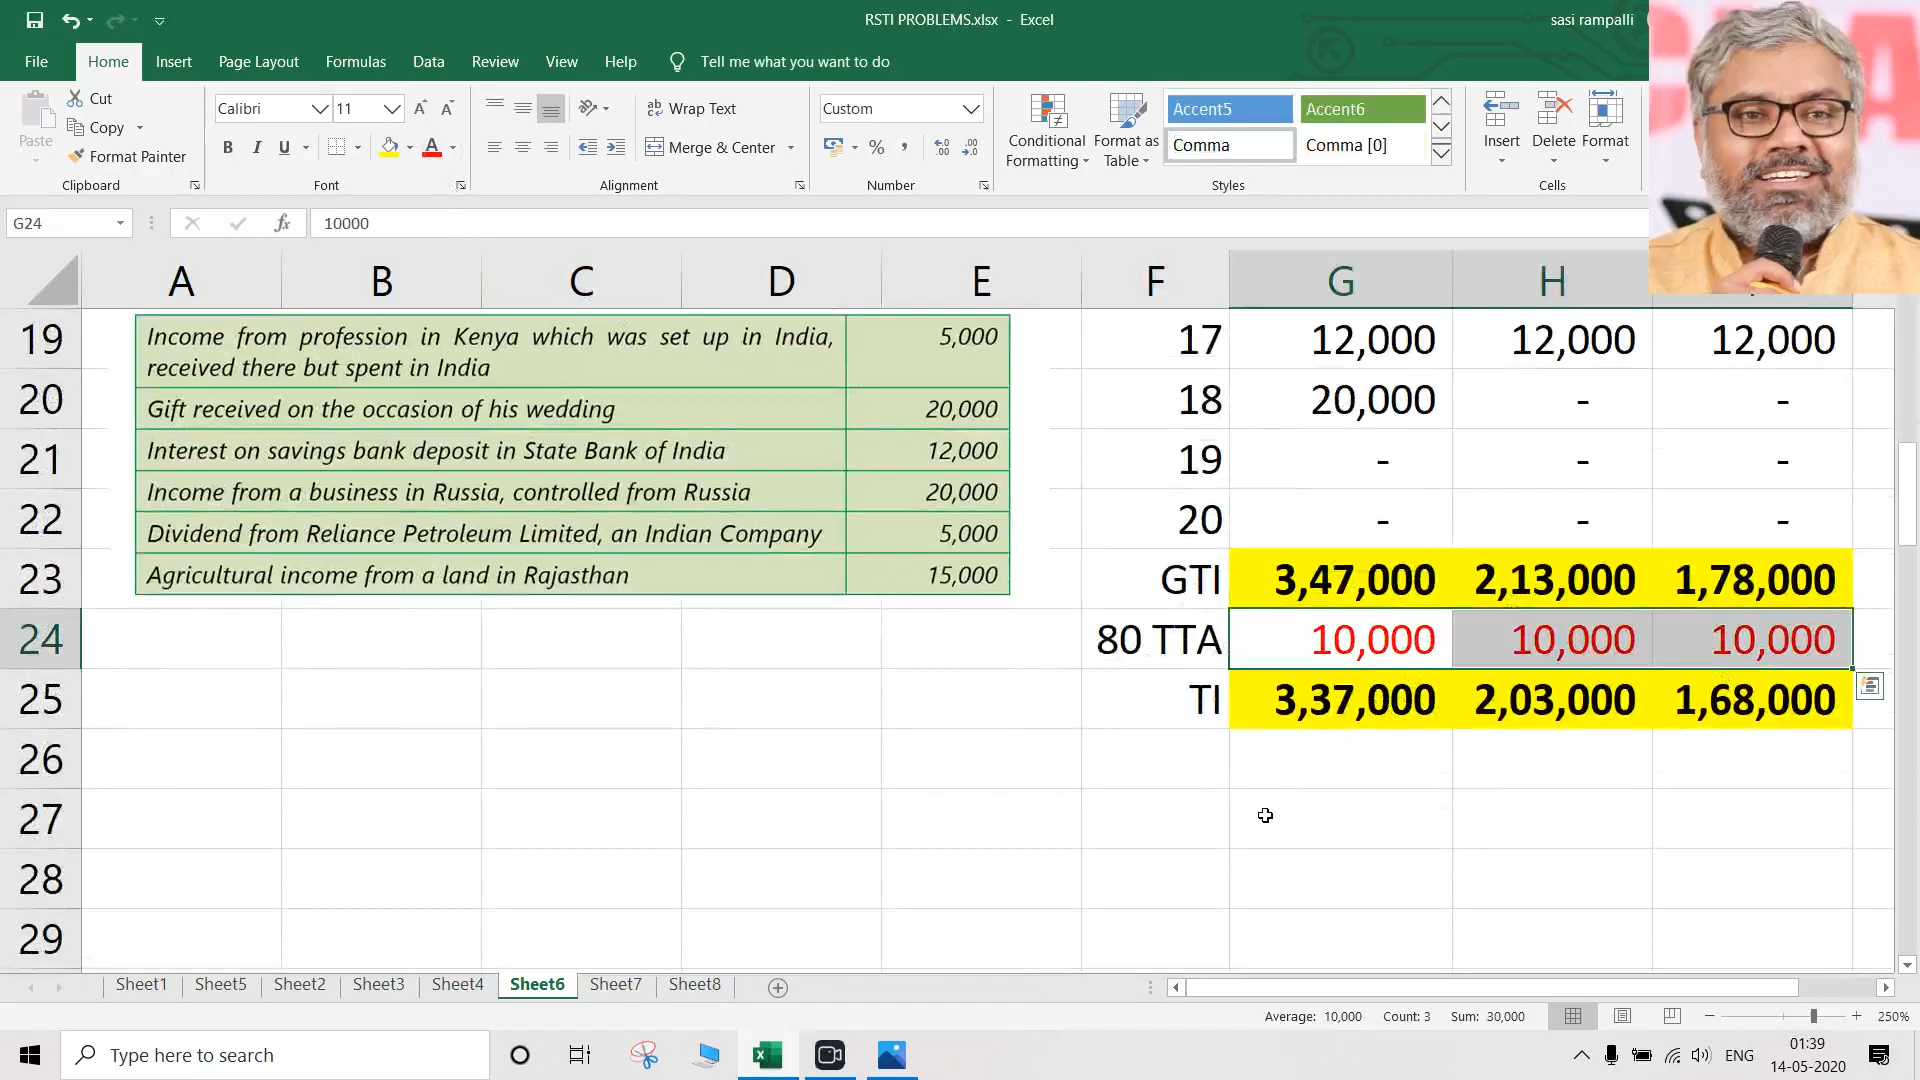 RSTI PROBLEMS.xlsx - Excel
sasi rampalli
File Home Insert Page Layout Formulas Data Review View Help Tell me what you want to do
Paste
Cut
Copy
Format Painter
Clipboard
Calibri 11
B I U
Font
Wrap Text
Merge & Center
Alignment
Custom
Number
Conditional Formatting
Format as Table
Accent5 Accent6
Comma Comma [0]
Styles
Insert Delete Format
Cells
G24
fx 10000
A B C D E F G H
19 Income from profession in Kenya which was set up in India, 5,000 17 12,000 12,000 12,000
received there but spent in India
20 Gift received on the occasion of his wedding 20,000 18 20,000 - -
21 Interest on savings bank deposit in State Bank of India 12,000 19 - - -
Income from a business in Russia, controlled from Russia 20,000
22 Dividend from Reliance Petroleum Limited, an Indian Company 5,000 20 - - -
23 Agricultural income from a land in Rajasthan 15,000 GTI 3,47,000 2,13,000 1,78,000
24 80 TTA 10,000 10,000 10,000
25 TI 3,37,000 2,03,000 1,68,000
26
27
28
29
Sheet1 Sheet5 Sheet2 Sheet3 Sheet4 Sheet6 Sheet7 Sheet8
Average: 10,000 Count: 3 Sum: 30,000 250%
Type here to search
ENG
01:39
14-05-2020